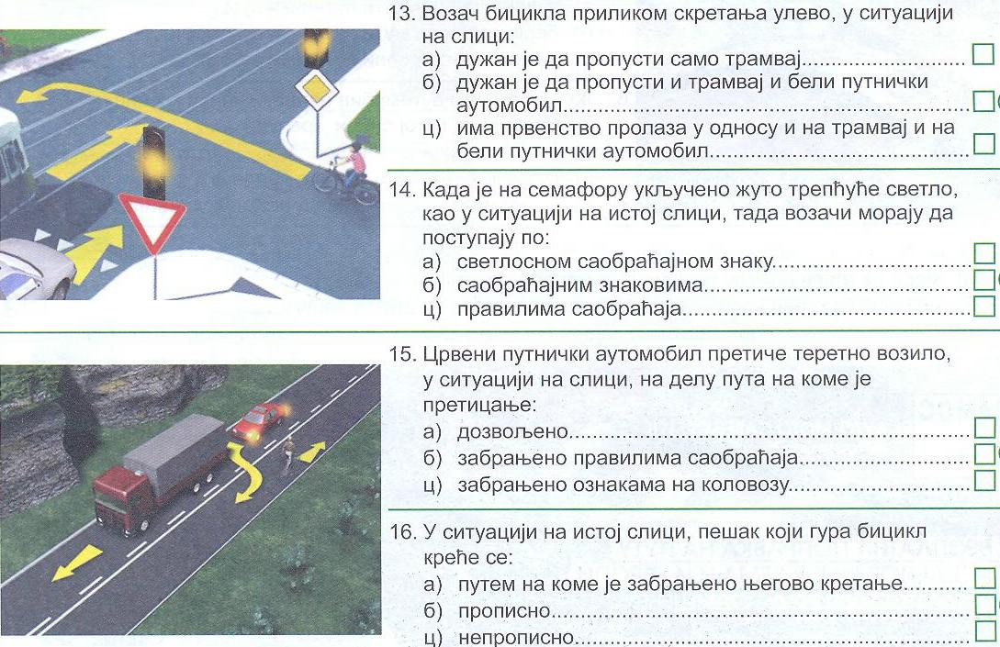 13. Возач бицикла приликом скретања улево, у ситуацији
на слици:
а) дужан је да пропусти само трамвај..............................
б) дужан је да пропусти и трамвај и бели путнички
аутомобил.................................................................
ц) има првенство пролаза у односу и на трамвај и на
бели путнички аутомобил.........................................
14. Када је на семафору укључено жуто трепћуће светло,
као у ситуацији на истој слици, тада возачи морају да
поступају по:
а) светлосном саобраћајном знаку................................
б) саобраћајним знаковима...........................................
ц) правилима саобраћаја..............................................
15. Црвени путнички аутомобил претиче теретно возило,
у ситуацији на слици, на делу пута на коме је
претицање:
а) дозвољено.................................................................
б) забрањено правилима саобраћаја...........................
ц) забрањено ознакама на коловозу.............................
16. У ситуацији на истој слици, пешак који гура бицикл
креће се:
а) путем на коме је забрањено његово кретање...........
б) прописно....................................................................
ц) непрописно.................................................................